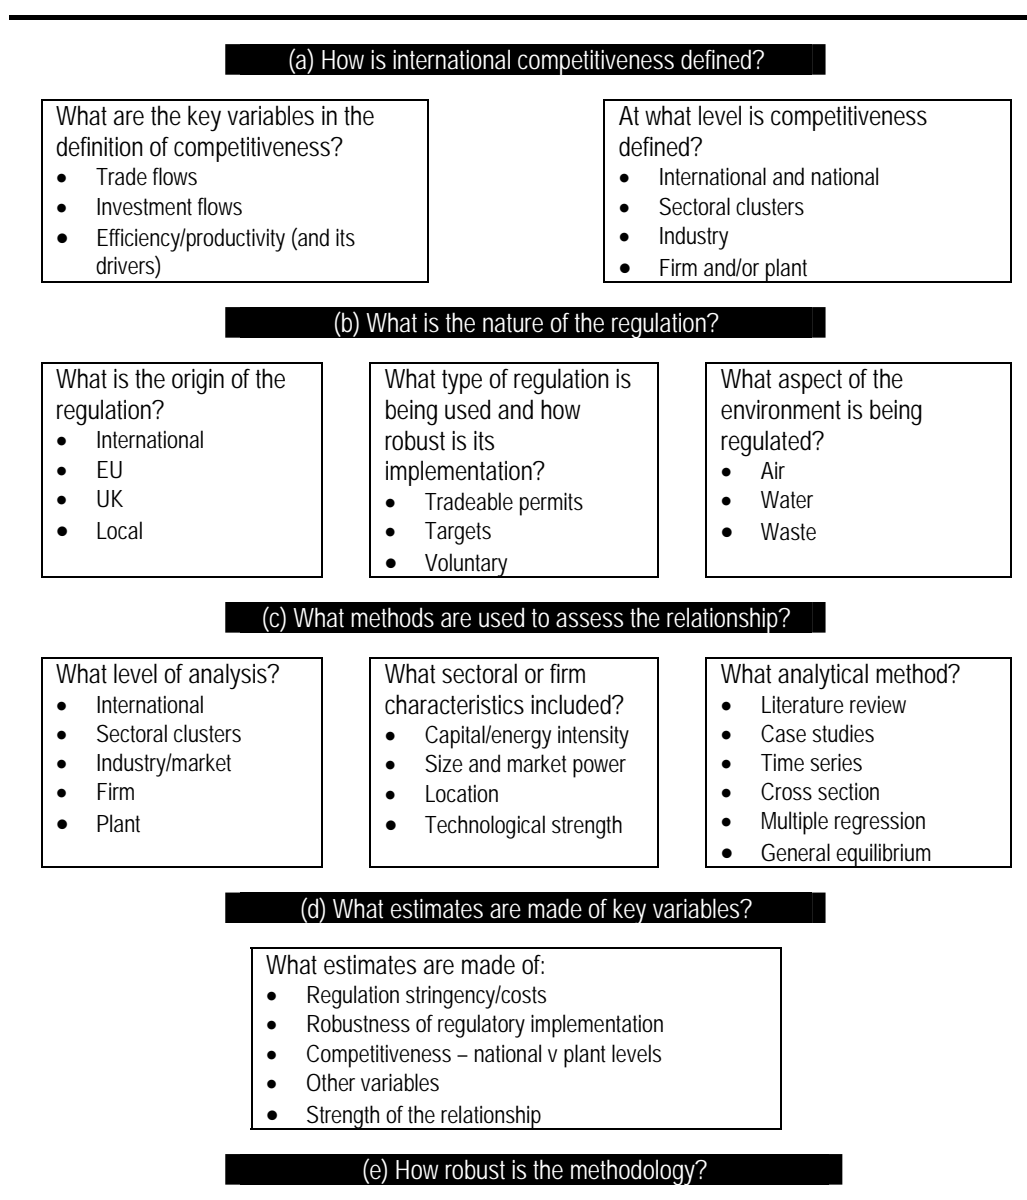 (a) How is international competitiveness defined?
What are the key variables in the
definition of competitiveness?
• Trade flows
• Investment flows
• Efficiency/productivity (and its
drivers)
At what level is competitiveness
defined?
• International and national
• Sectoral clusters
• Industry
• Firm and/or plant
(b) What is the nature of the regulation?
What is the origin of the
regulation?
• International
• EU
• UK
• Local
What type of regulation is
being used and how
robust is its
implementation?
• Tradeable permits
• Targets
• Voluntary
What aspect of the
environment is being
regulated?
• Air
• Water
• Waste
(c) What methods are used to assess the relationship?
What level of analysis?
• International
• Sectoral clusters
• Industry/market
• Firm
• Plant
What sectoral or firm
characteristics included?
• Capital/energy intensity
• Size and market power
• Location
• Technological strength
What analytical method?
• Literature review
• Case studies
• Time series
• Cross section
• Multiple regression
• General equilibrium
(d) What estimates are made of key variables?
What estimates are made of:
• Regulation stringency/costs
• Robustness of regulatory implementation
• Competitiveness – national v plant levels
• Other variables
• Strength of the relationship
(e) How robust is the methodology?